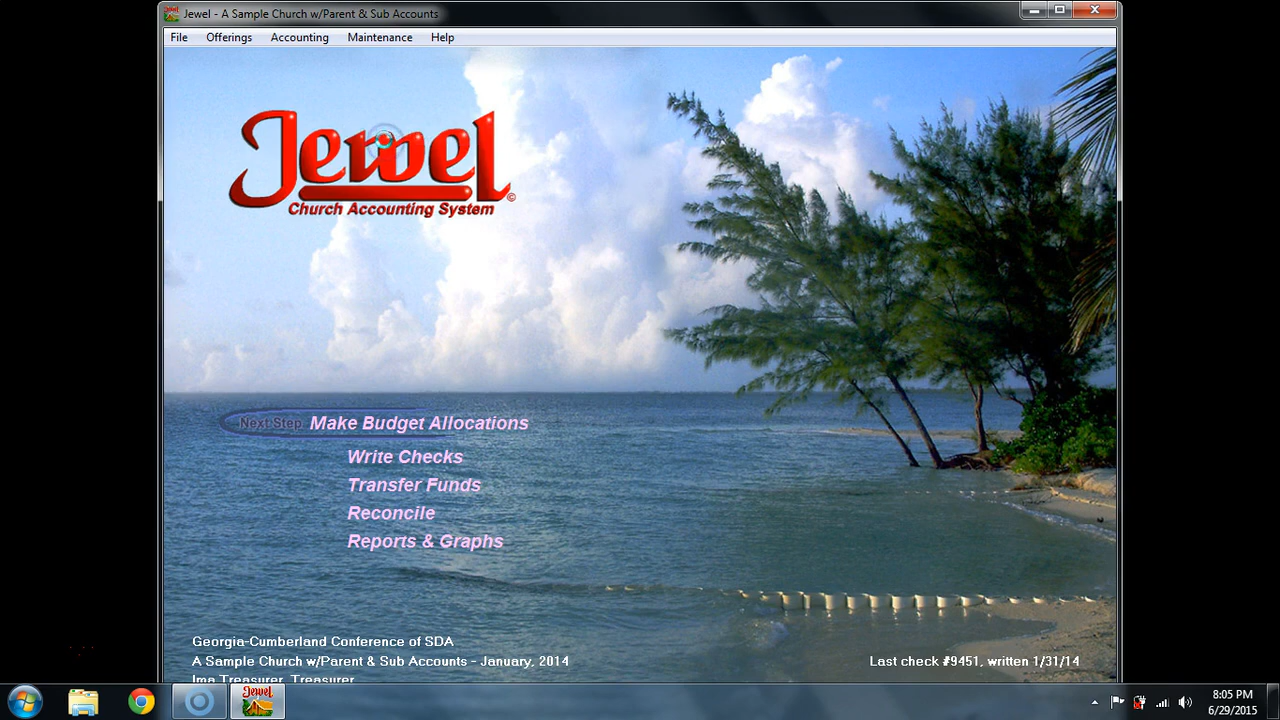 Jewel - A Sample Church w/Parent & Sub Accounts
File Offerings Accounting Maintenance Help
Jewel ©
Church Accounting System
Next Step Make Budget Allocations
Write Checks
Transfer Funds
Reconcile
Reports & Graphs
Georgia-Cumberland Conference of SDA
A Sample Church w/Parent & Sub Accounts - January, 2014
Last check #9451, written 1/31/14
Ima Treasurer, Treasurer
Jewel
8:05 PM
6/29/2015